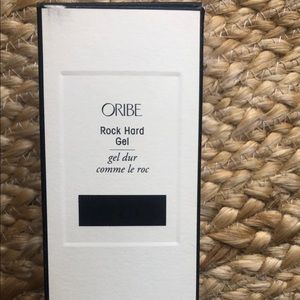 ORIBE
Rock Hard
Gel
gel dur
comme le roc